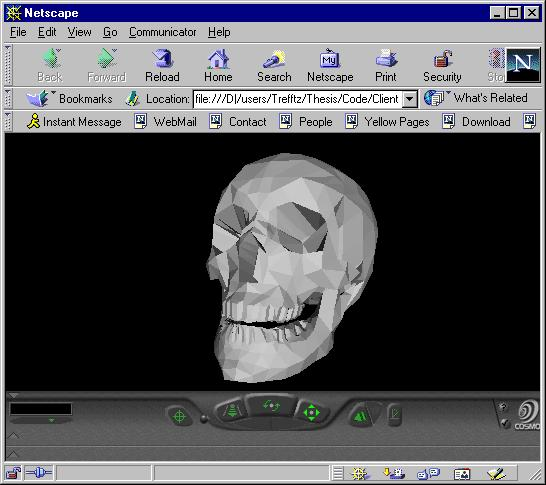 Netscape
File Edit View Go Communicator Help
N
My
Back Forward Reload Home Search Netscape Print Security Stop
Bookmarks Location: file:///D|/users/Trefftz/Thesis/Code/Client What's Related
Instant Message WebMail Contact People Yellow Pages Download
COSMO